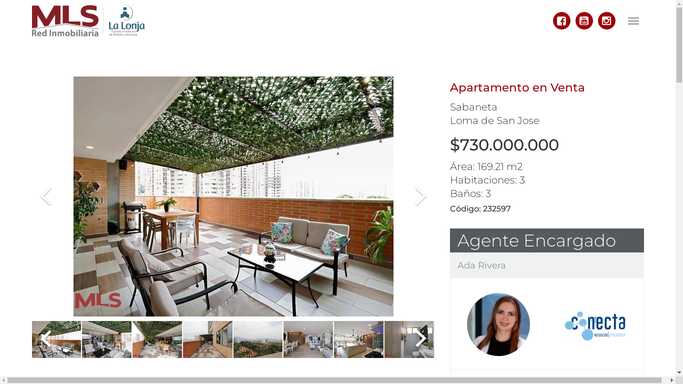 MLS
Red Inmobiliaria
La Lonja
Apartamento en Venta
Sabaneta
Loma de San Jose
$730.000.000
Área: 169.21 m2
Habitaciones: 3
Baños: 3
Código: 232597
Agente Encargado
Ada Rivera
MLS
conecta